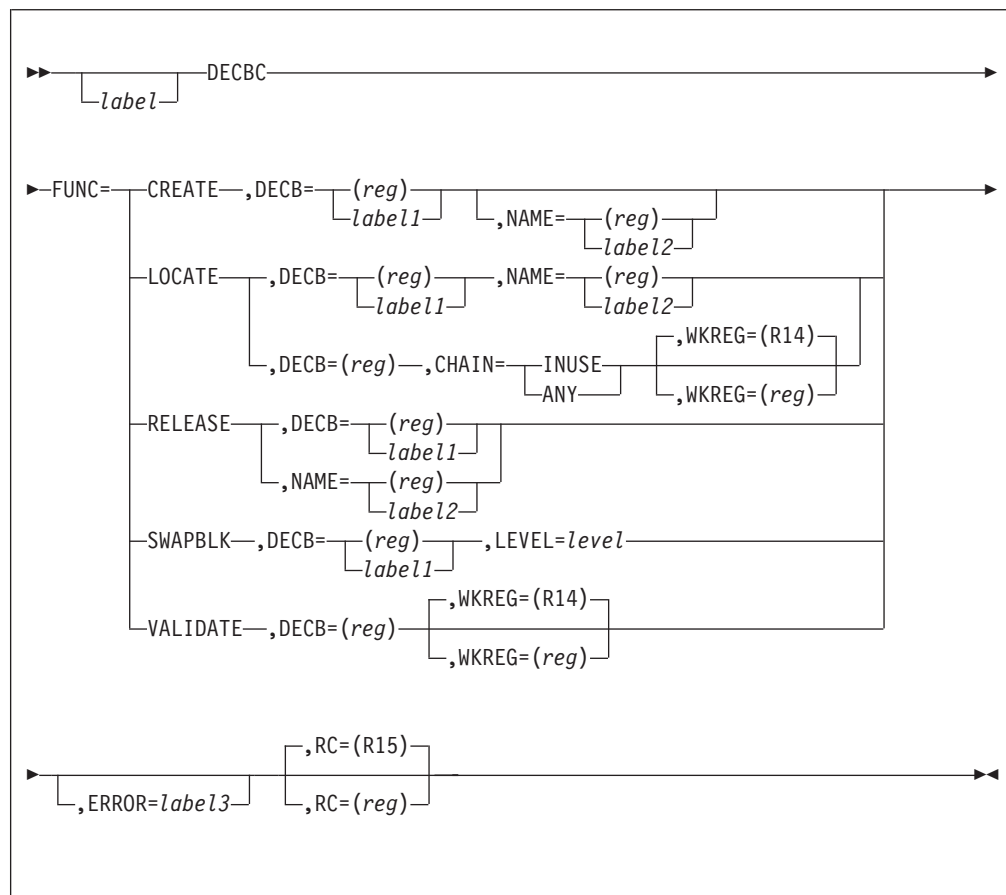 DECBC
label
FUNC= CREATE ,DECB= (reg)
label1 ,NAME= (reg)
label2
LOCATE ,DECB= (reg) ,NAME= (reg)
label1 label2
,DECB=(reg) ,CHAIN= INUSE ,WKREG=(R14)
ANY ,WKREG=(reg)
RELEASE ,DECB= (reg)
label1
,NAME= (reg)
label2
SWAPBLK ,DECB= (reg) ,LEVEL=level
label1
VALIDATE ,DECB=(reg) ,WKREG=(R14)
,WKREG=(reg)
,RC=(R15)
,ERROR=label3 ,RC=(reg)